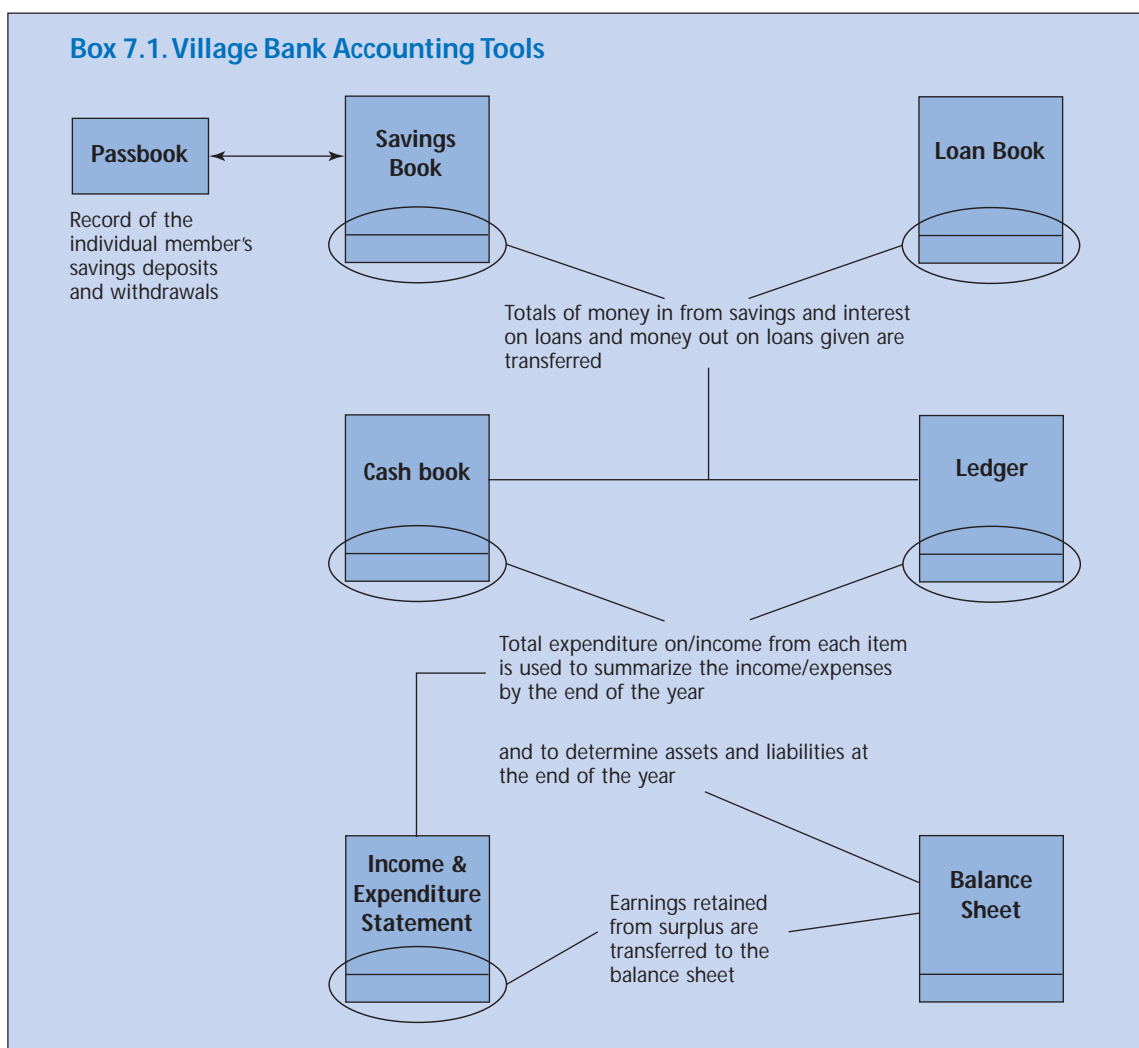 Box 7.1. Village Bank Accounting Tools
Passbook
Savings
Book
Loan Book
Record of the
individual member's
savings deposits
and withdrawals
Totals of money in from savings and interest
on loans and money out on loans given are
transferred
Cash book
Ledger
Total expenditure on/income from each item
is used to summarize the income/expenses
by the end of the year
and to determine assets and liabilities at
the end of the year
Income &
Expenditure
Statement
Earnings retained
from surplus are
transferred to the
balance sheet
Balance
Sheet